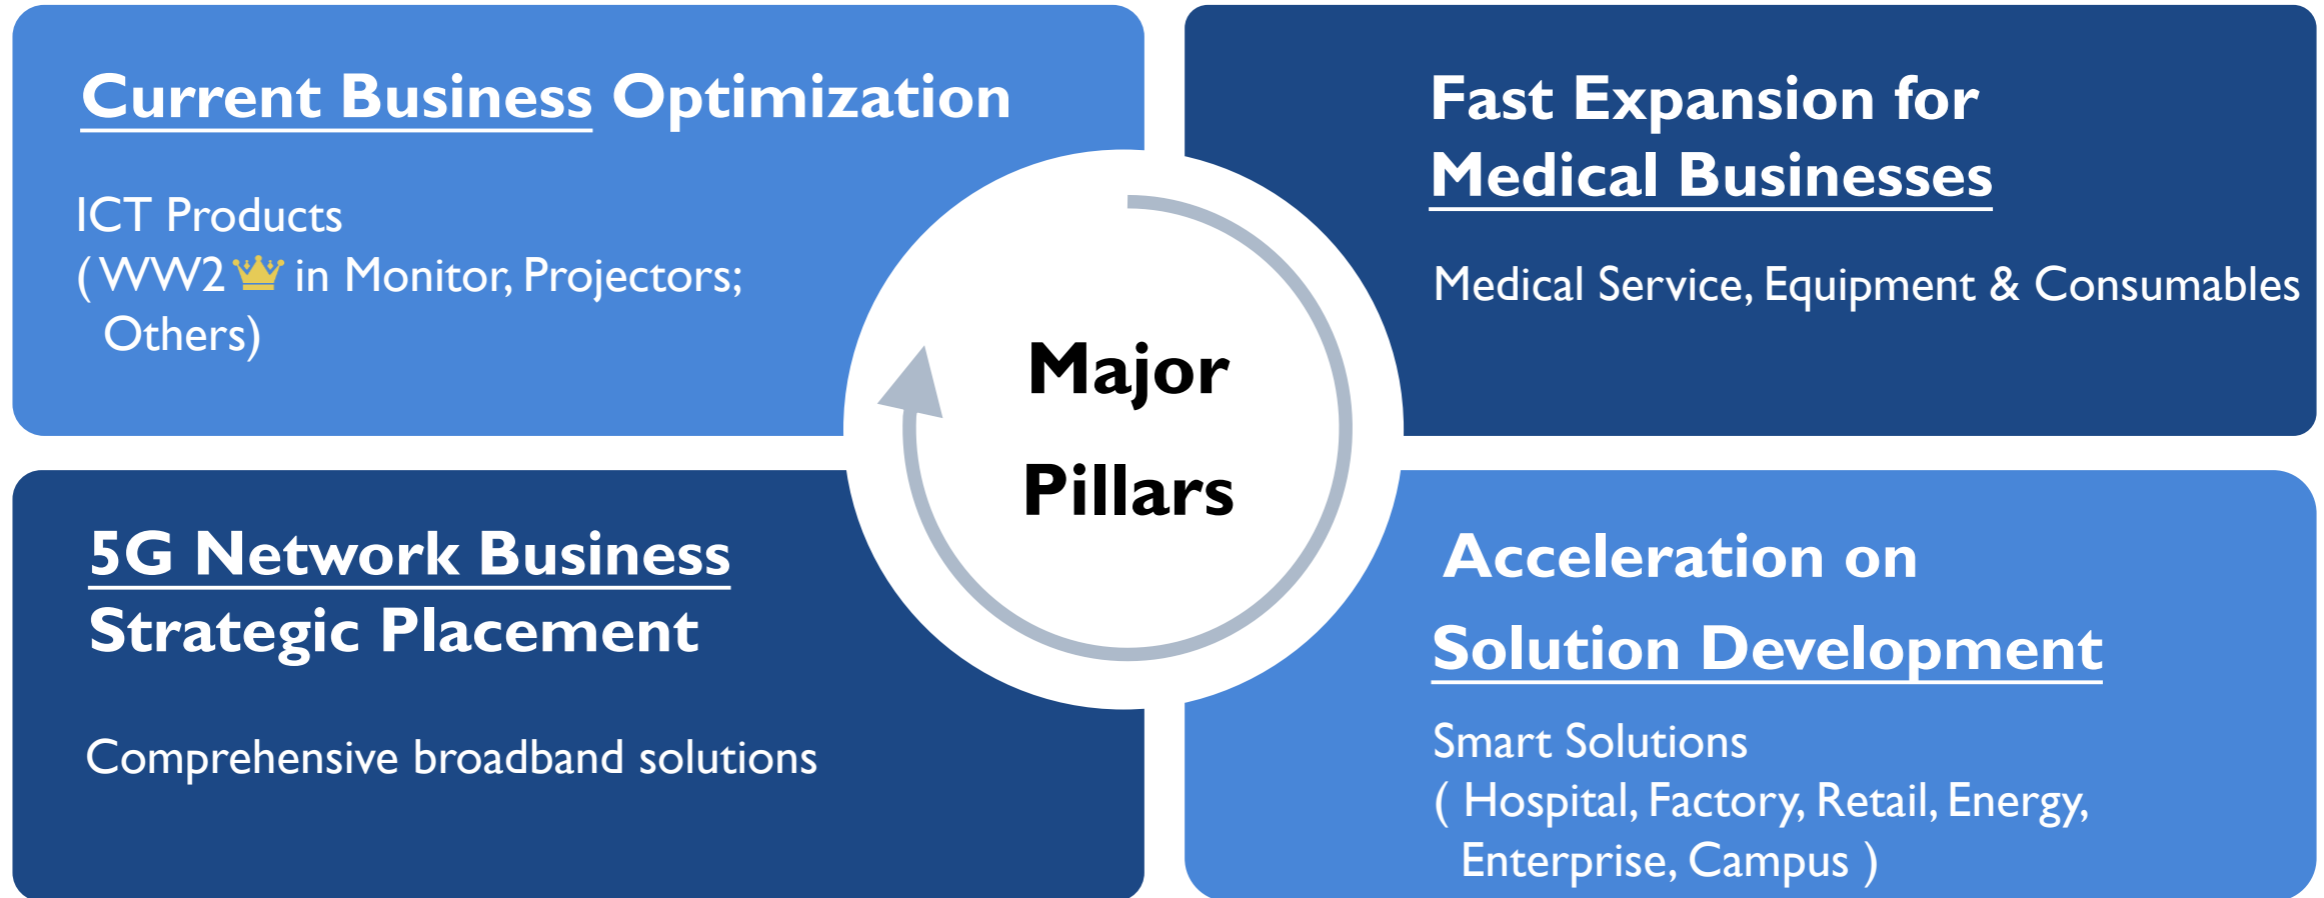 Current Business Optimization
ICT Products
( WW2 in Monitor, Projectors;
Others)
Fast Expansion for
Medical Businesses
Medical Service, Equipment & Consumables
Major
Pillars
5G Network Business
Strategic Placement
Comprehensive broadband solutions
Acceleration on
Solution Development
Smart Solutions
( Hospital, Factory, Retail, Energy,
Enterprise, Campus )